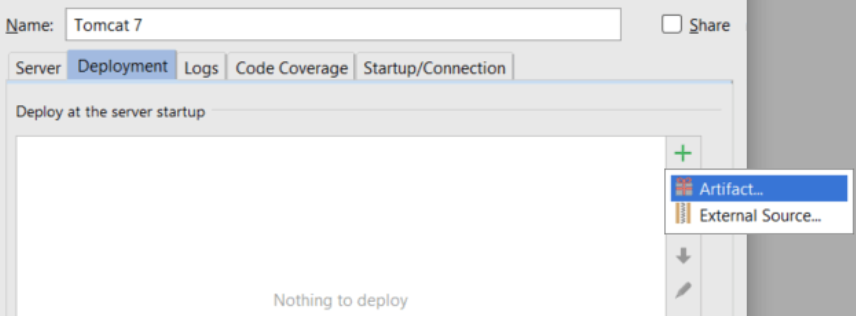 Name: Tomcat 7 Share
Server Deployment Logs Code Coverage Startup/Connection
Deploy at the server startup
Artifact...
External Source...
Nothing to deploy